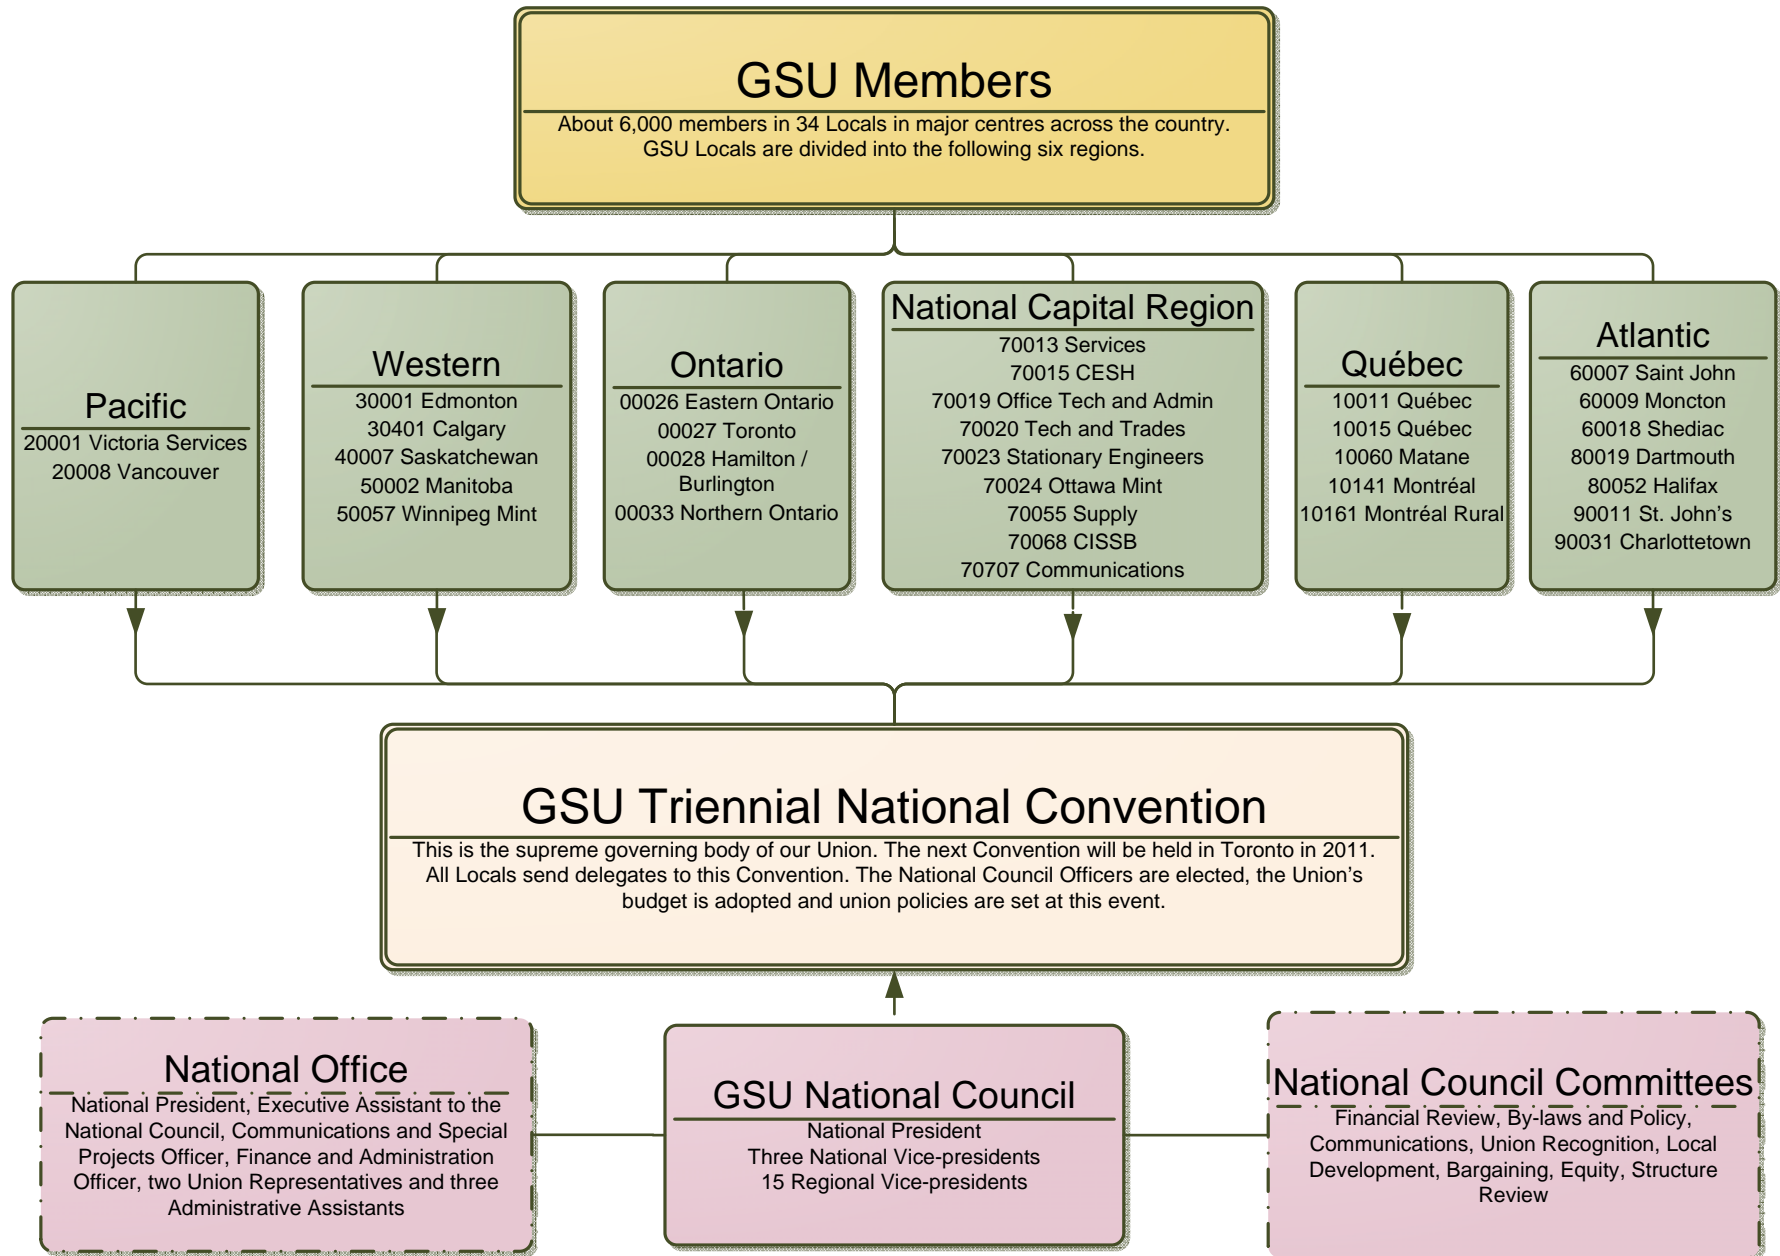 GSU Members
About 6,000 members in 34 Locals in major centres across the country.
GSU Locals are divided into the following six regions.
Pacific
20001 Victoria Services
20008 Vancouver
Western
30001 Edmonton
30401 Calgary
40007 Saskatchewan
50002 Manitoba
50057 Winnipeg Mint
Ontario
00026 Eastern Ontario
00027 Toronto
00028 Hamilton /
Burlington
00033 Northern Ontario
National Capital Region
70013 Services
70015 CESH
70019 Office Tech and Admin
70020 Tech and Trades
70023 Stationary Engineers
70024 Ottawa Mint
70055 Supply
70068 CISSB
70707 Communications
Québec
10011 Québec
10015 Québec
10060 Matane
10141 Montréal
10161 Montréal Rural
Atlantic
60007 Saint John
60009 Moncton
60018 Shediac
80019 Dartmouth
80052 Halifax
90011 St. John’s
90031 Charlottetown
GSU Triennial National Convention
This is the supreme governing body of our Union. The next Convention will be held in Toronto in 2011.
All Locals send delegates to this Convention. The National Council Officers are elected, the Union’s
budget is adopted and union policies are set at this event.
National Office
National President, Executive Assistant to the
National Council, Communications and Special
Projects Officer, Finance and Administration
Officer, two Union Representatives and three
Administrative Assistants
GSU National Council
National President
Three National Vice-presidents
15 Regional Vice-presidents
National Council Committees
Financial Review, By-laws and Policy,
Communications, Union Recognition, Local
Development, Bargaining, Equity, Structure
Review